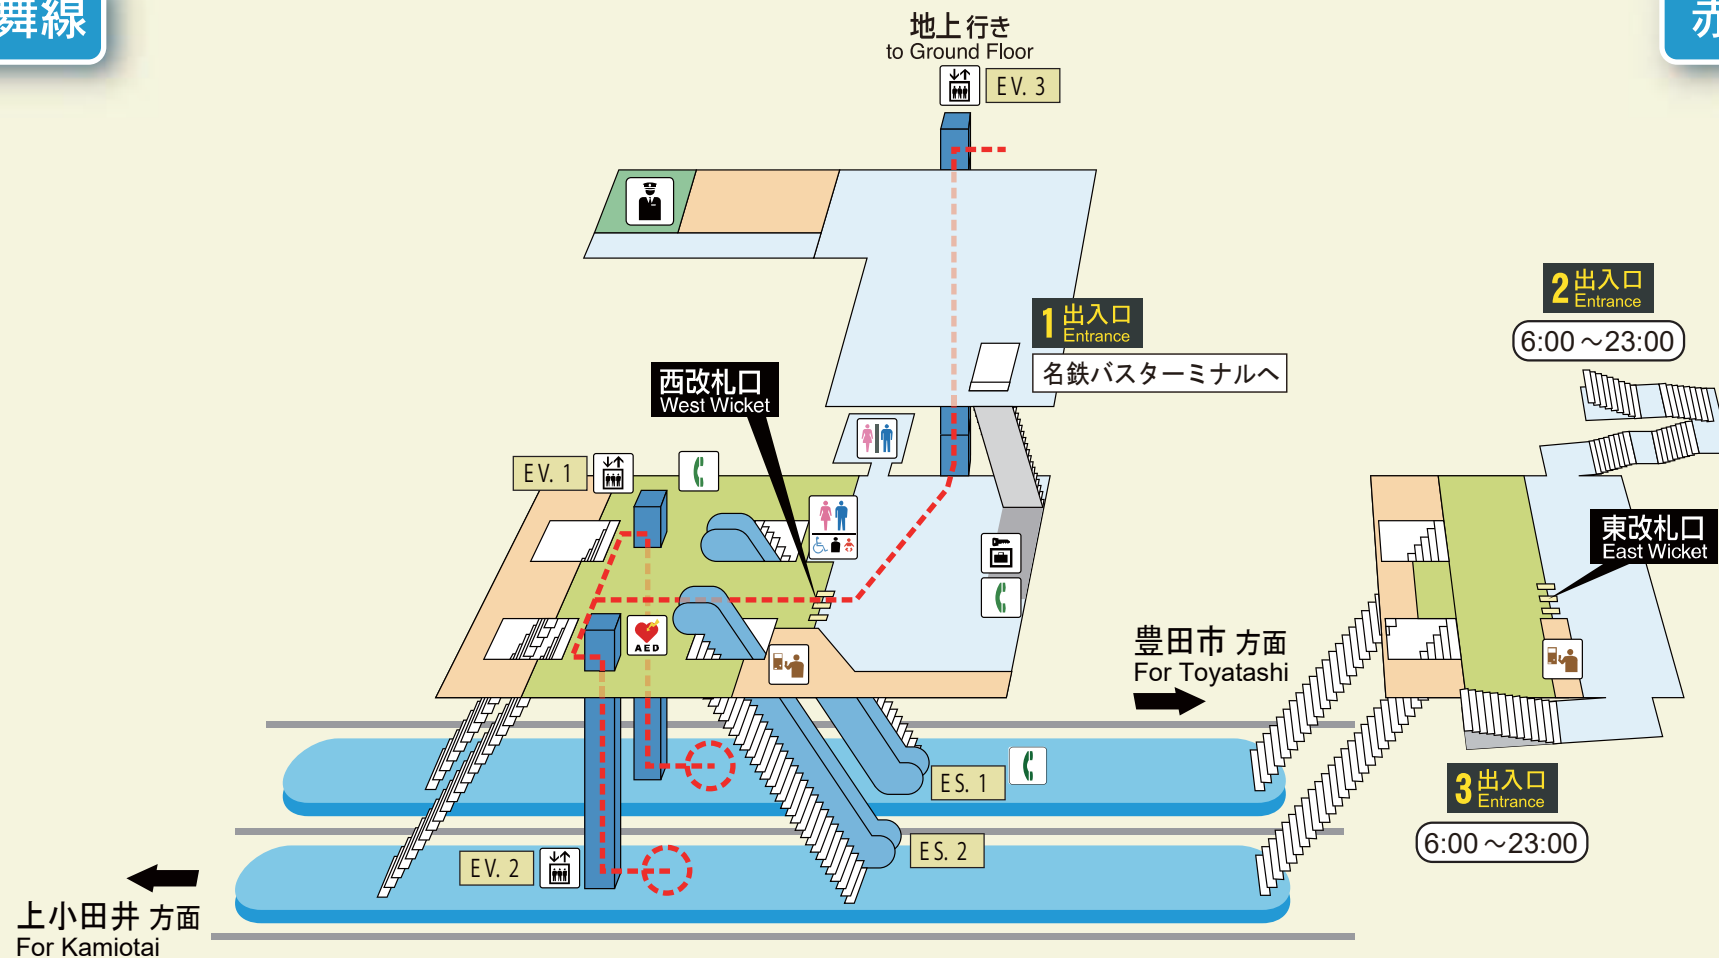 舞線
赤
地上 行き
to Ground Floor
EV. 3
1 出入口
Entrance
名鉄バスターミナルへ
2 出入口
Entrance
6:00～23:00
西改札口
West Wicket
EV. 1
東改札口
East Wicket
AED
豊田市 方面
For Toyatashi
ES. 1
3 出入口
Entrance
6:00～23:00
ES. 2
EV. 2
上小田井 方面
For Kamiotai